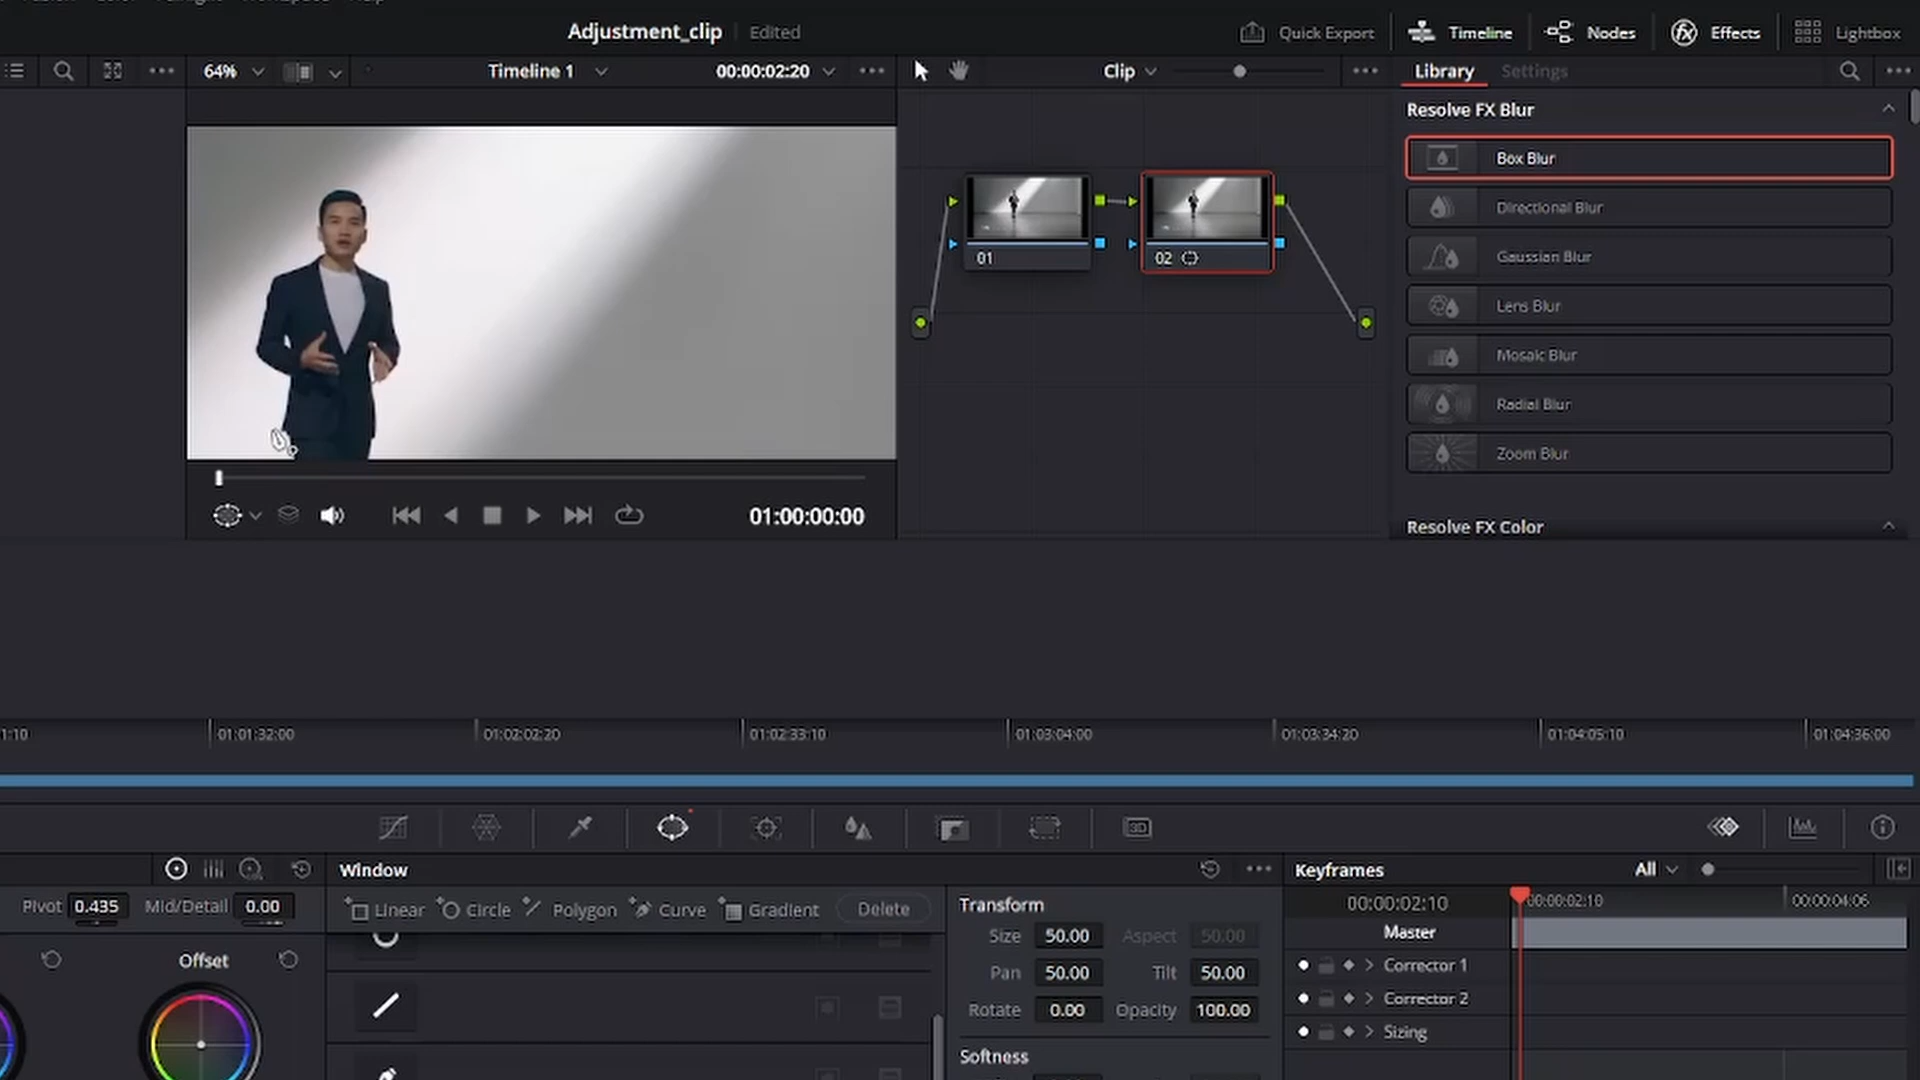 Adjustment_clip Edited
Quick Export Timeline Nodes Effects Lightbox
64% Timeline 1 00:00:02:20 Clip Library Settings
Resolve FX Blur
Box Blur
Directional Blur
Gaussian Blur
Lens Blur
Mosaic Blur
Radial Blur
Zoom Blur
Resolve FX Color
01
02
01:00:00:00
1:10 01:01:32:00 01:02:02:20 01:02:33:10 01:03:04:00 01:03:34:20 01:04:05:10 01:04:36:00
3D
Pivot 0.435 Mid/Detail 0.00
Offset
Window
Linear Circle Polygon Curve Gradient Delete
Transform
Size 50.00 Aspect 50.00
Pan 50.00 Tilt 50.00
Rotate 0.00 Opacity 100.00
Softness
Keyframes All
00:00:02:10 00:00:02:10 00:00:04:06
Master
Corrector 1
Corrector 2
Sizing